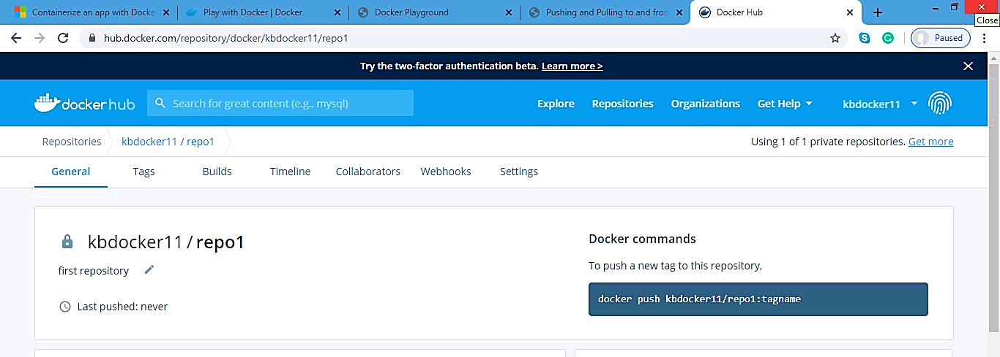 Containerize an app with Docke
Play with Docker | Docker
Docker Playground
Pushing and Pulling to and from
Docker Hub
Close
hub.docker.com/repository/docker/kbdocker11/repo1
Paused
Try the two-factor authentication beta. Learn more >
docker hub
Search for great content (e.g., mysql)
Explore
Repositories
Organizations
Get Help
kbdocker11
Repositories
kbdocker11 / repo1
Using 1 of 1 private repositories. Get more
General
Tags
Builds
Timeline
Collaborators
Webhooks
Settings
kbdocker11 / repo1
first repository
Last pushed: never
Docker commands
To push a new tag to this repository,
docker push kbdocker11/repo1:tagname